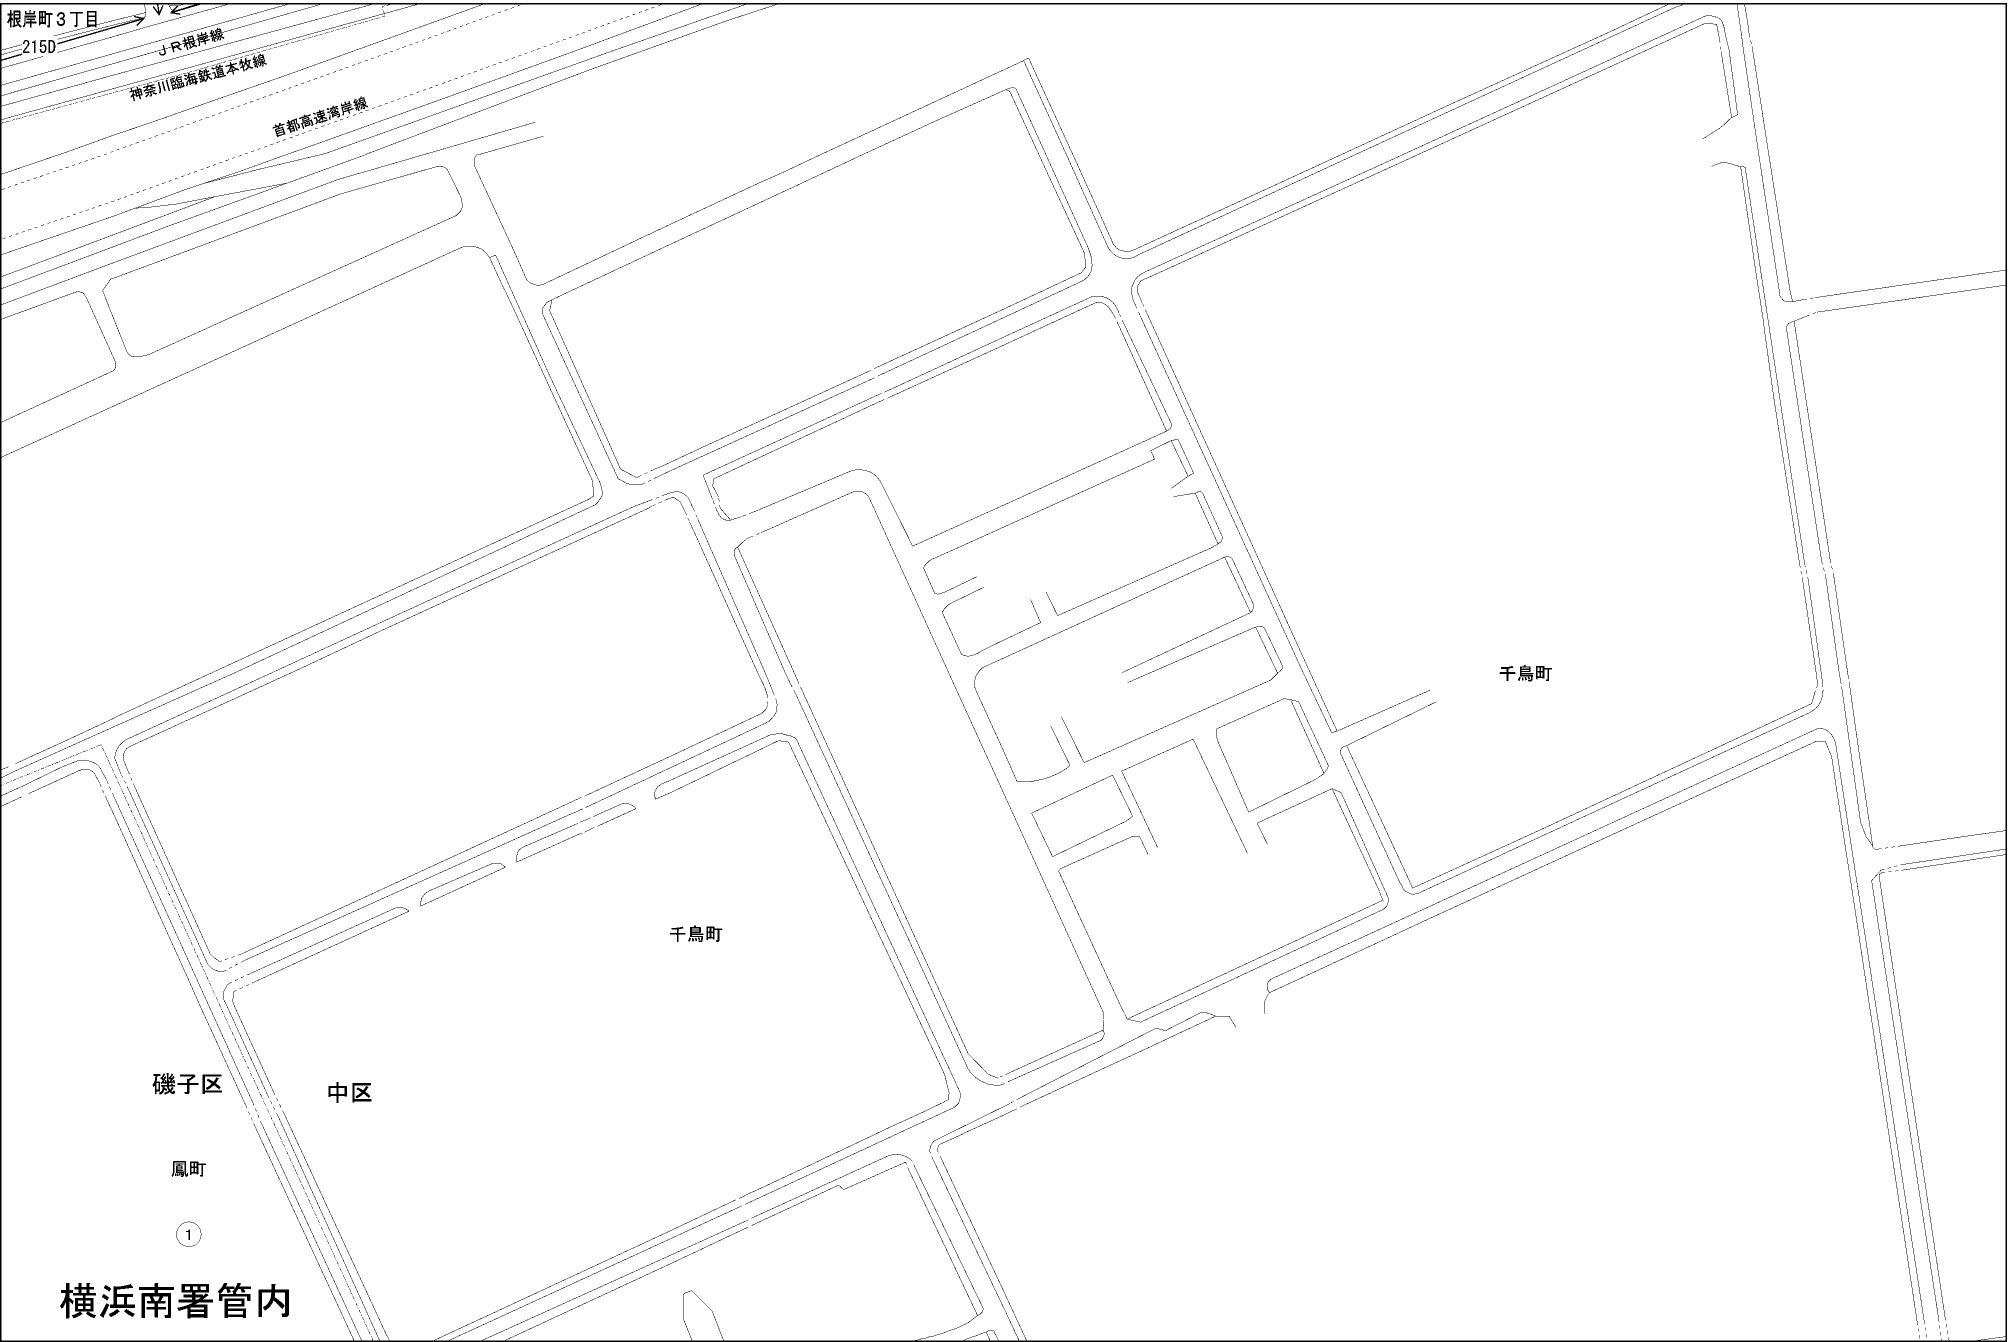 根岸町3丁目
215D
JR根岸線
神奈川臨海鉄道本牧線
首都高速湾岸線
千鳥町
千鳥町
磯子区
中区
鳳町
1
横浜南署管内